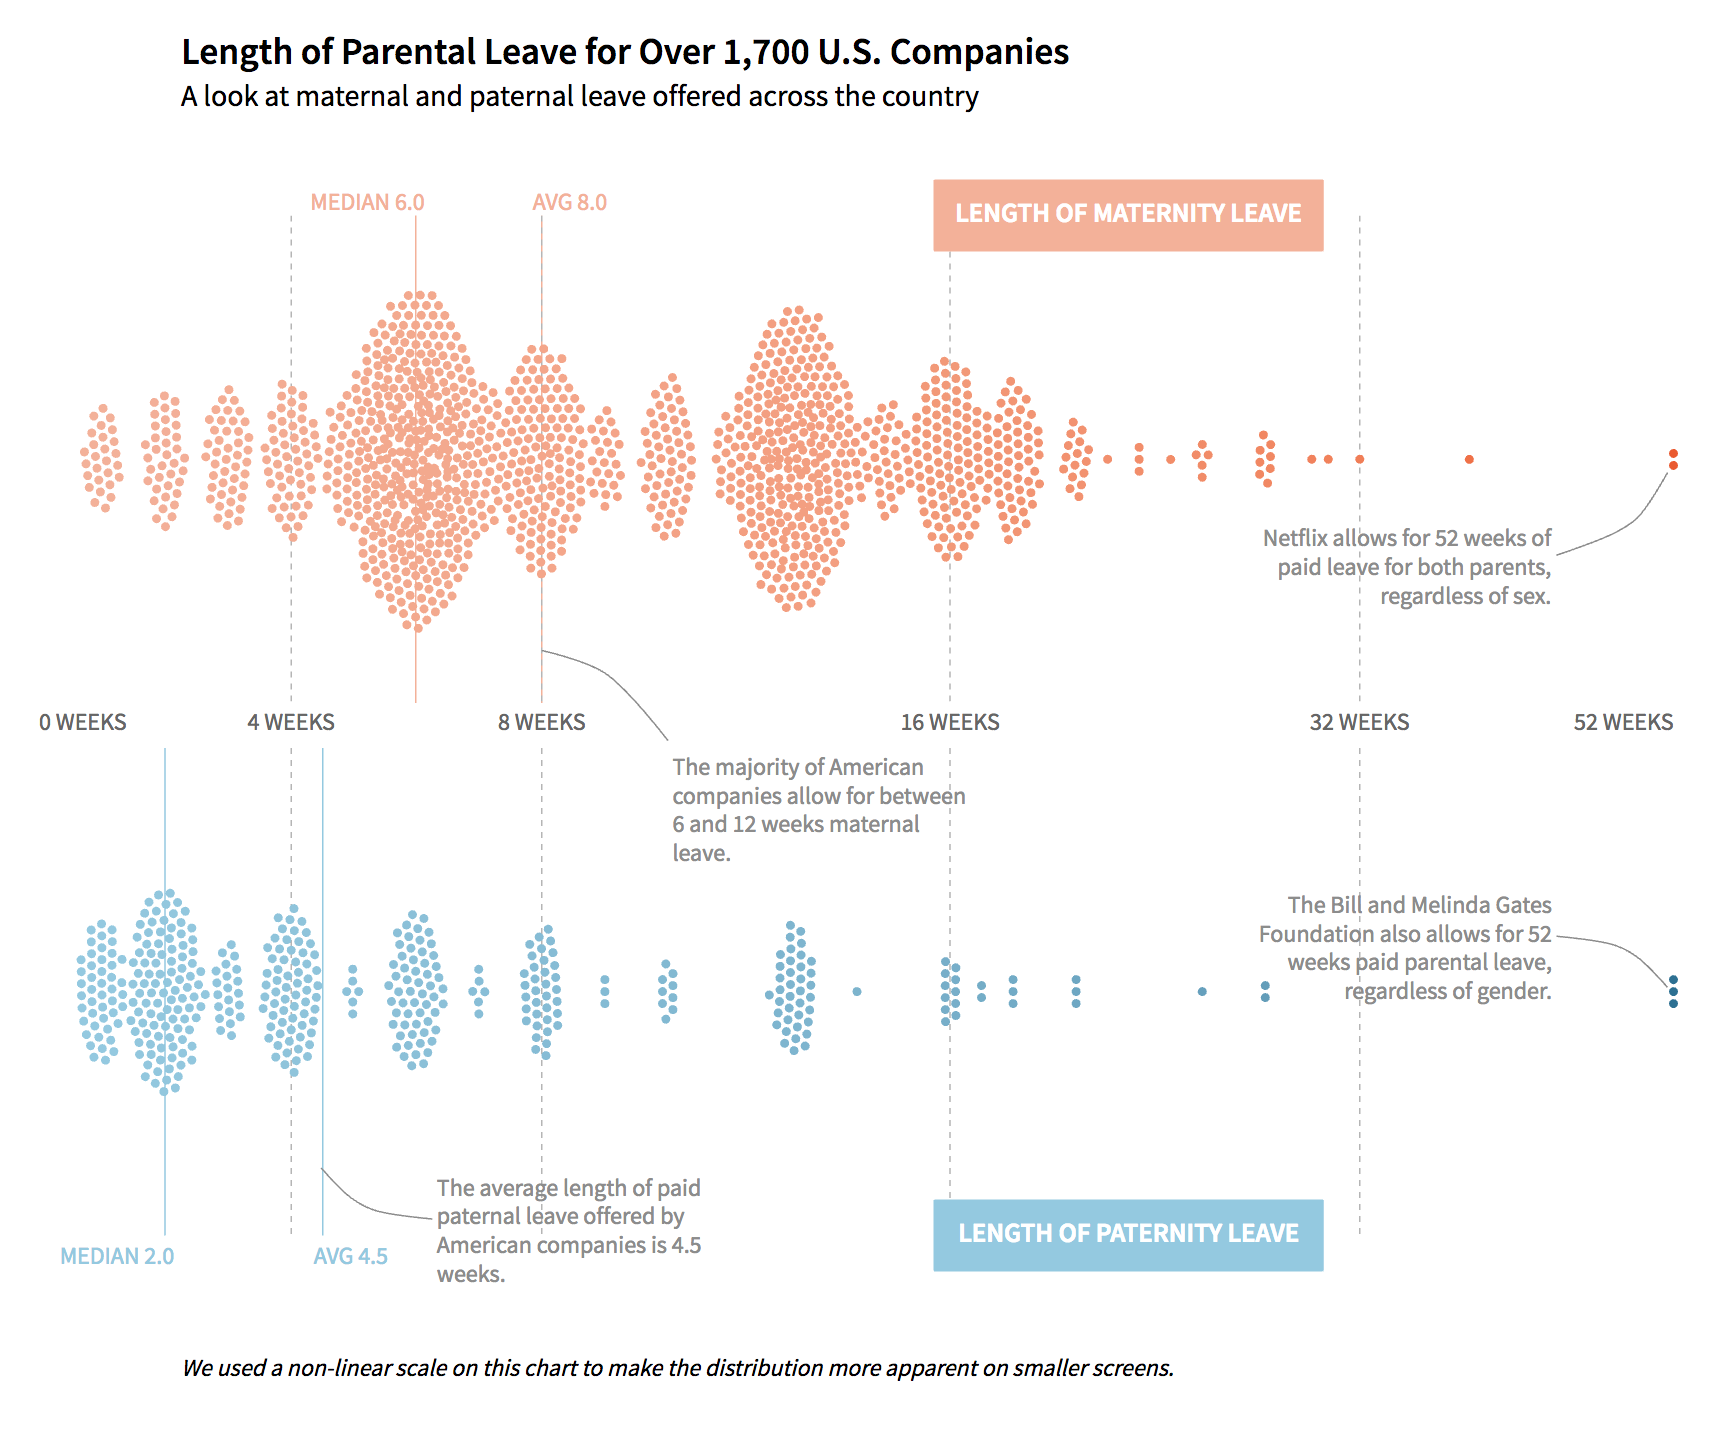 Length of Parental Leave for Over 1,700 U.S. Companies
A look at maternal and paternal leave offered across the country
MEDIAN 6.0
AVG 8.0
LENGTH OF MATERNITY LEAVE
Netflix allows for 52 weeks of
paid leave for both parents,
regardless of sex.
0 WEEKS
4 WEEKS
8 WEEKS
16 WEEKS
32 WEEKS
52 WEEKS
The majority of American
companies allow for between
6 and 12 weeks maternal
leave.
The Bill and Melinda Gates
Foundation also allows for 52
weeks paid parental leave,
regardless of gender.
The average length of paid
paternal leave offered by
American companies is 4.5
weeks.
MEDIAN 2.0
AVG 4.5
LENGTH OF PATERNITY LEAVE
We used a non-linear scale on this chart to make the distribution more apparent on smaller screens.